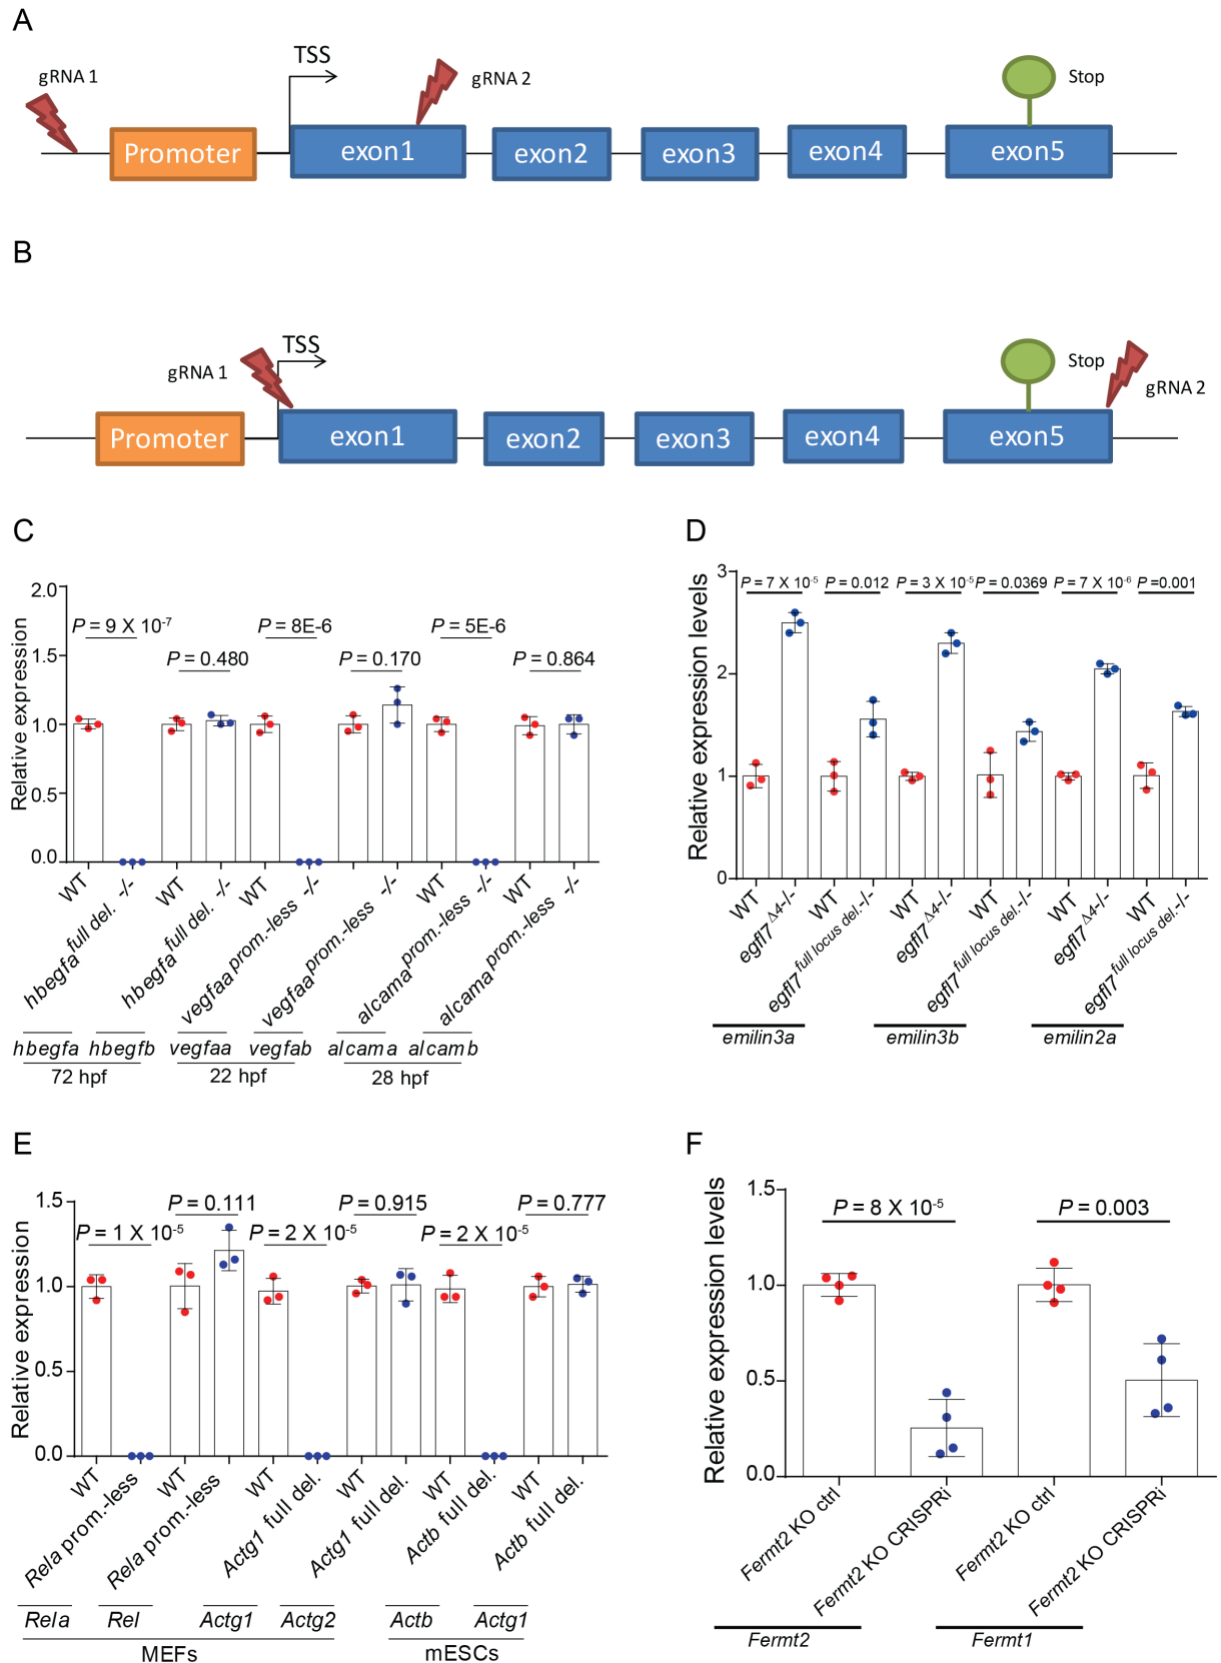 A
gRNA 1
TSS
gRNA 2
Stop
Promoter
exon1
exon2
exon3
exon4
exon5
B
gRNA 1
TSS
Stop
gRNA 2
Promoter
exon1
exon2
exon3
exon4
exon5
C
Relative expression
2.0
1.5
1.0
0.5
0.0
P = 9 X 10-7
P = 0.480
P = 8E-6
P = 0.170
P = 5E-6
P = 0.864
WT
hbegfa full del. -/-
WT
hbegfa full del. -/-
WT
vegfaa prom.-less -/-
WT
vegfaa prom.-less -/-
WT
alcama prom.-less -/-
WT
alcama prom.-less -/-
hbegfa hbegfb vegfaa vegfab alcama alcamb
72 hpf 22 hpf 28 hpf
D
Relative expression levels
3
2
1
0
P = 7 X 10-5 P = 0.012 P = 3 X 10-5 P = 0.0369 P = 7 X 10-6 P =0.001
WT
egfl7 Δ4-/-
WT
egfl7 full locus del.-/-
WT
egfl7 Δ4-/-
WT
egfl7 full locus del.-/-
WT
egfl7 Δ4-/-
WT
egfl7 full locus del.-/-
emilin3a emilin3b emilin2a
E
Relative expression
1.5
1.0
0.5
0.0
P = 1 X 10-5
P = 0.111
P = 2 X 10-5
P = 0.915
P = 2 X 10-5
P = 0.777
WT
Rela prom.-less
WT
Rela prom.-less
WT
Actg1 full del.
WT
Actg1 full del.
WT
Actb full del.
WT
Actb full del.
Rela Rel Actg1 Actg2 Actb Actg1
MEFs mESCs
F
Relative expression levels
1.5
1.0
0.5
0.0
P = 8 X 10-5
P = 0.003
Fermt2 KO ctrl
Fermt2 KO CRISPRi
Fermt2 KO ctrl
Fermt2 KO CRISPRi
Fermt2 Fermt1